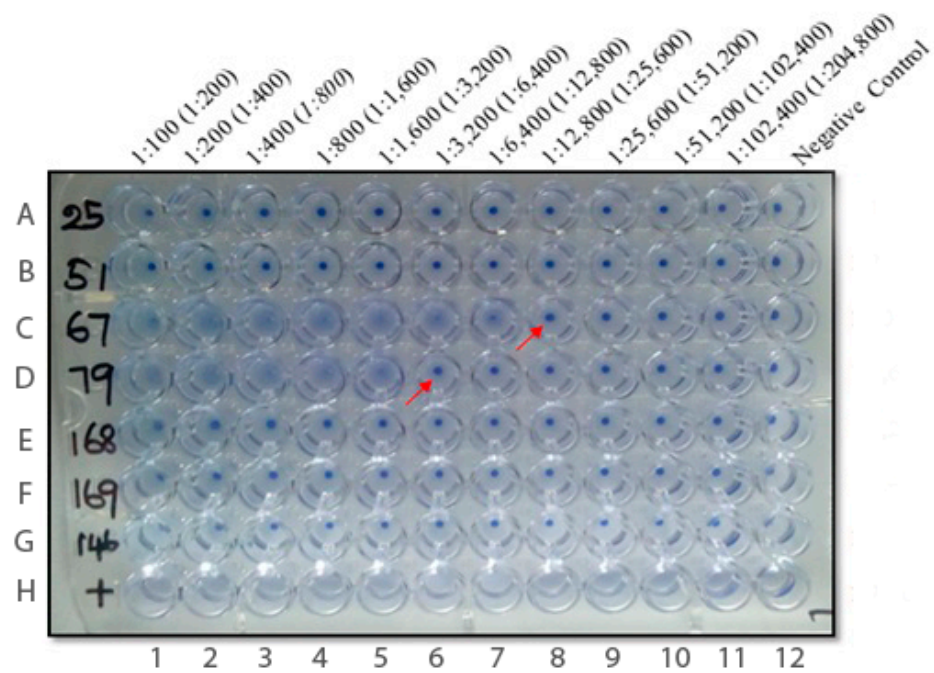 1:100 (1:200)
1:200 (1:400)
1:400 (1:800)
1:800 (1:1,600)
1:1,600 (1:3,200)
1:3,200 (1:6,400)
1:6,400 (1:12,800)
1:12,800 (1:25,600)
1:25,600 (1:51,200)
1:51,200 (1:102,400)
1:102,400 (1:204,800)
Negative Control
A 25
B 51
C 67
D 79
E 168
F 169
G 146
H +
1 2 3 4 5 6 7 8 9 10 11 12